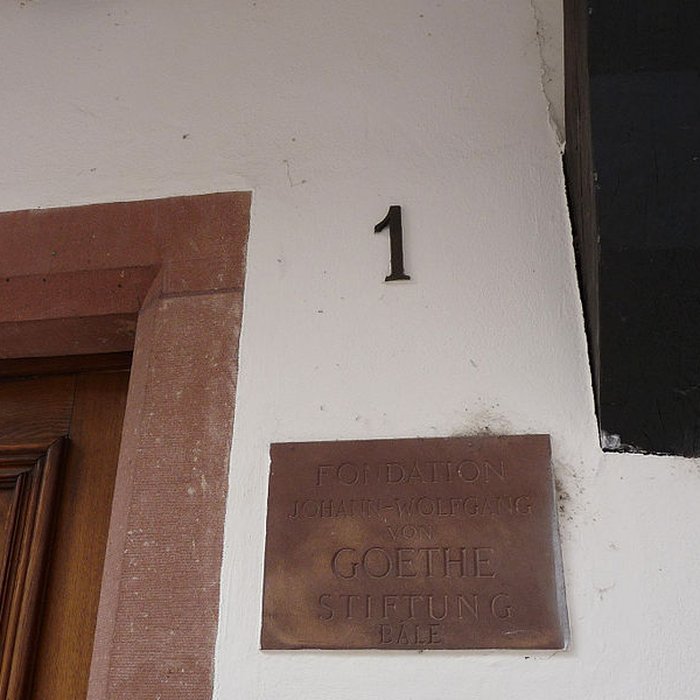 1
FONDATION
JOHANN-WOLFGANG
VON
GOETHE
STIFTUNG
BÂLE